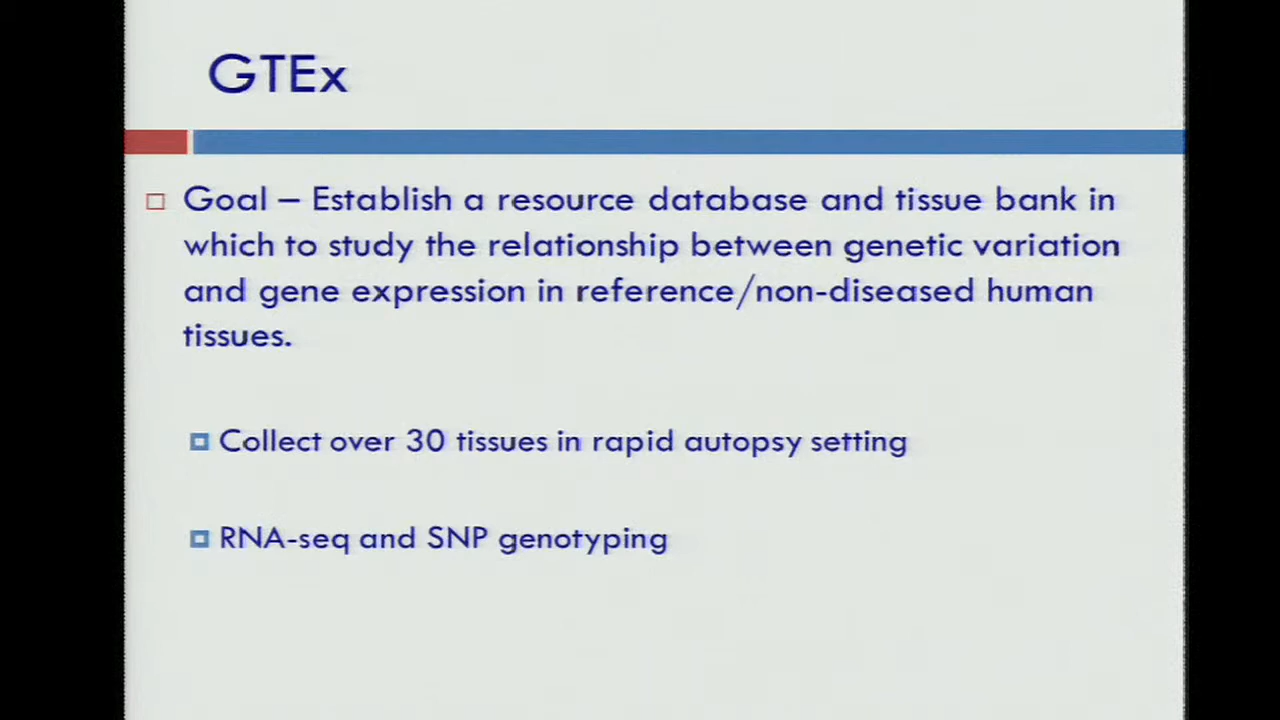 GTEx
Goal – Establish a resource database and tissue bank in
which to study the relationship between genetic variation
and gene expression in reference/non-diseased human
tissues.
Collect over 30 tissues in rapid autopsy setting
RNA-seq and SNP genotyping